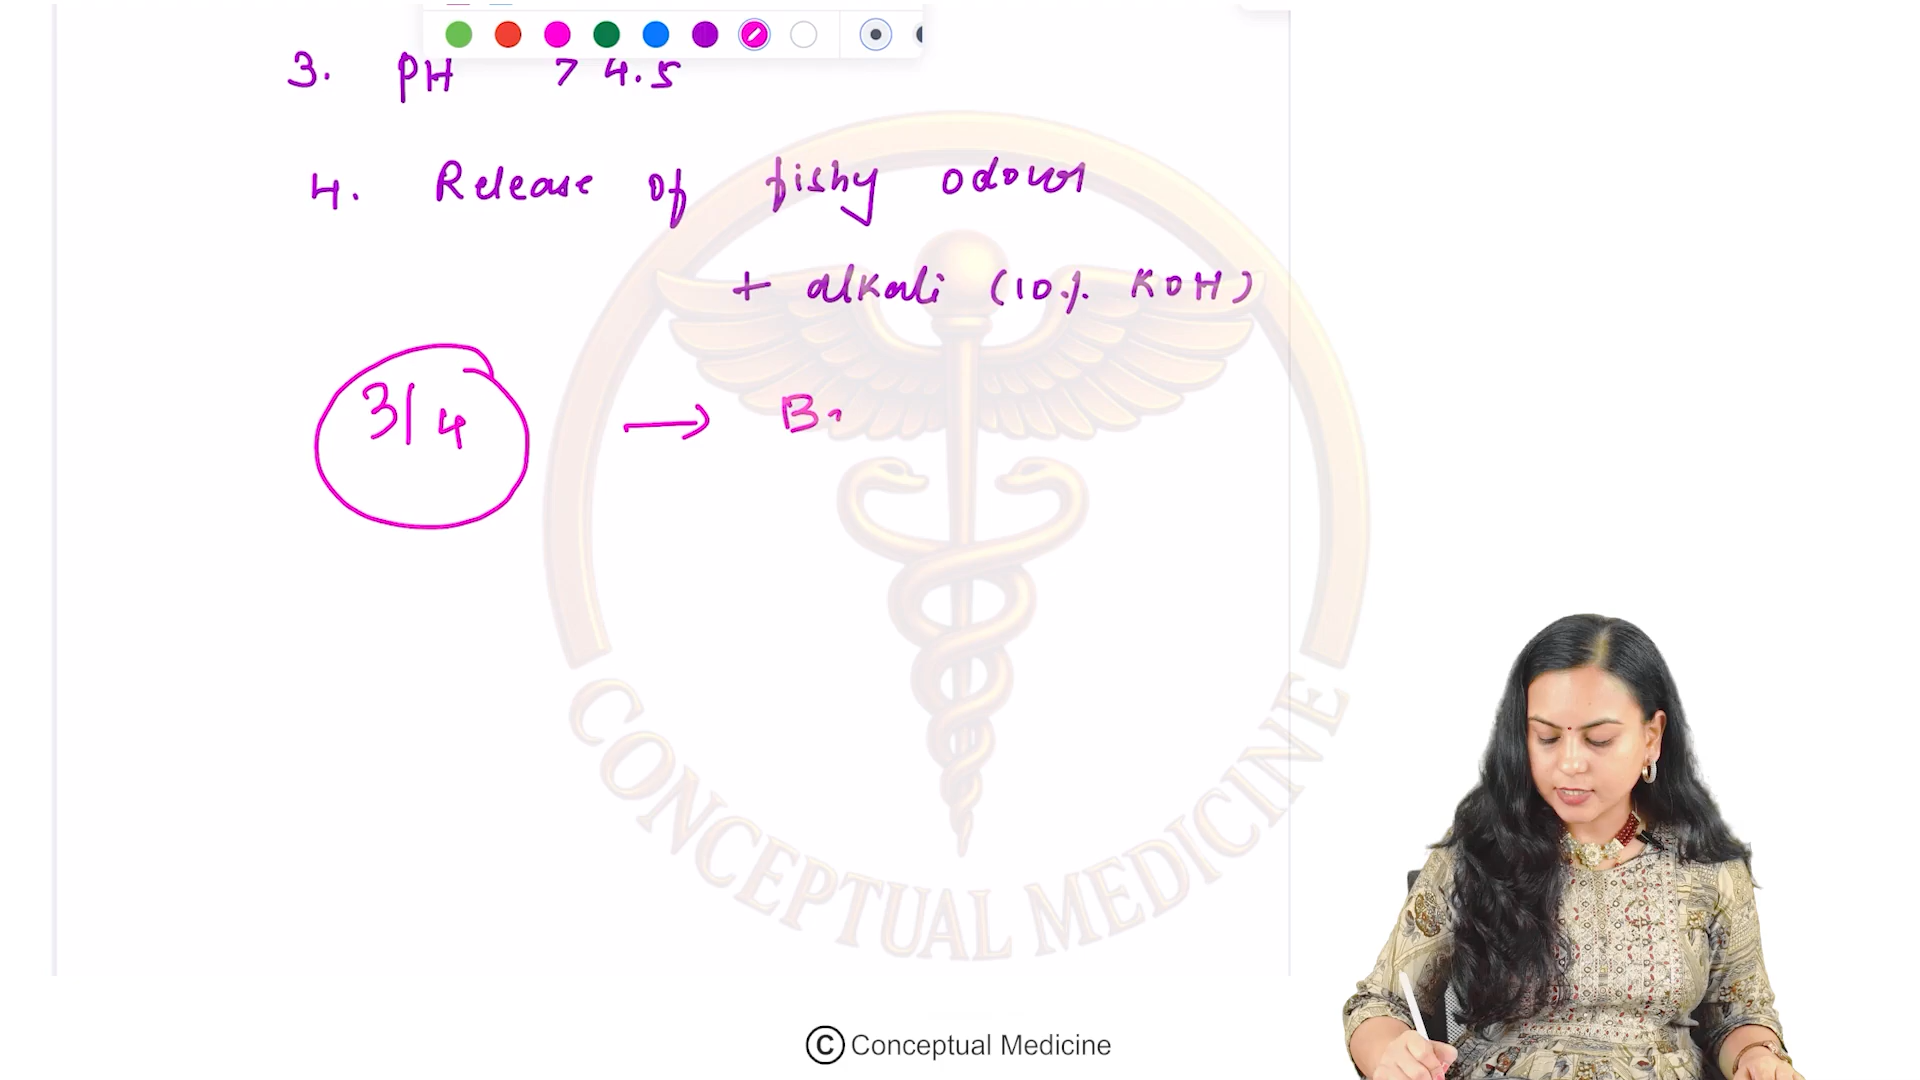 3. pH > 4.5
4. Release of fishy odour
+ alkali (10% KOH)
3/4 → B
CONCEPTUAL MEDICINE
© Conceptual Medicine